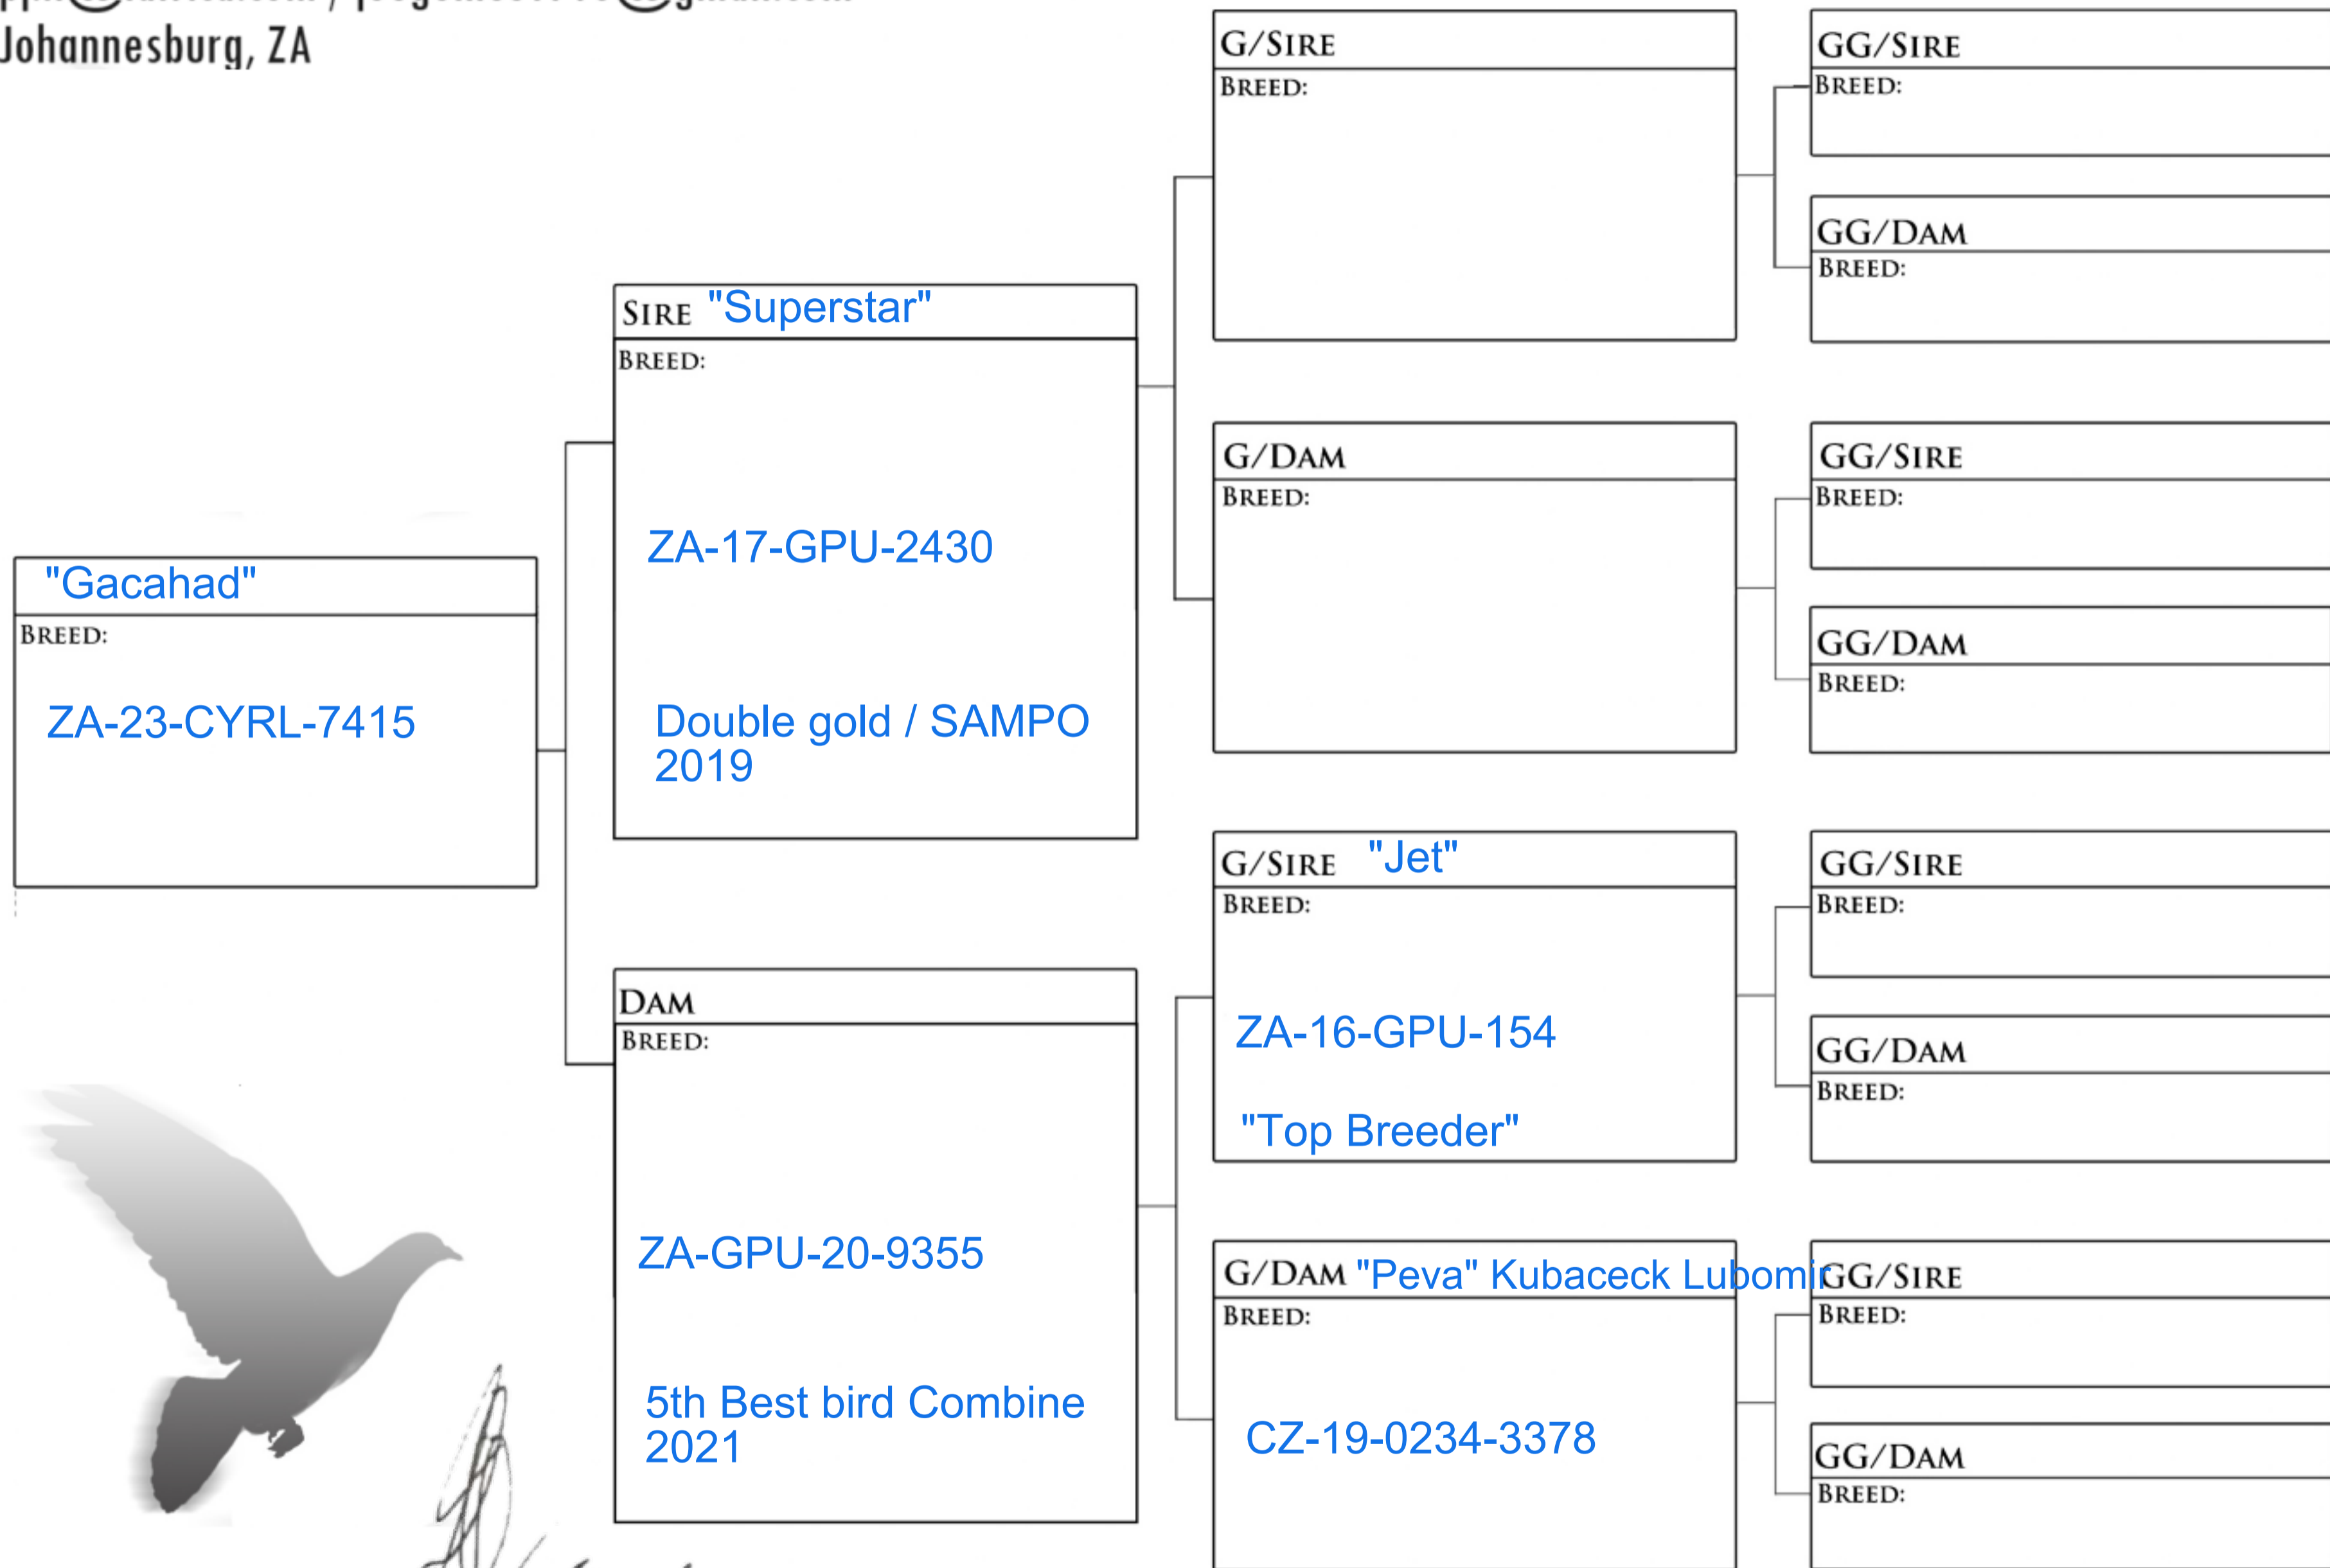 Johannesburg, ZA
"Gacahad"
BREED:
ZA-23-CYRL-7415
SIRE "Superstar"
BREED:
ZA-17-GPU-2430
Double gold / SAMPO
2019
DAM
BREED:
ZA-GPU-20-9355
5th Best bird Combine
2021
G/SIRE
BREED:
G/DAM
BREED:
G/SIRE "Jet"
BREED:
ZA-16-GPU-154
"Top Breeder"
G/DAM "Peva" Kubaceck Lubomir
BREED:
CZ-19-0234-3378
GG/SIRE
BREED:
GG/DAM
BREED:
GG/SIRE
BREED:
GG/DAM
BREED:
GG/SIRE
BREED:
GG/DAM
BREED:
GG/SIRE
BREED:
GG/DAM
BREED: